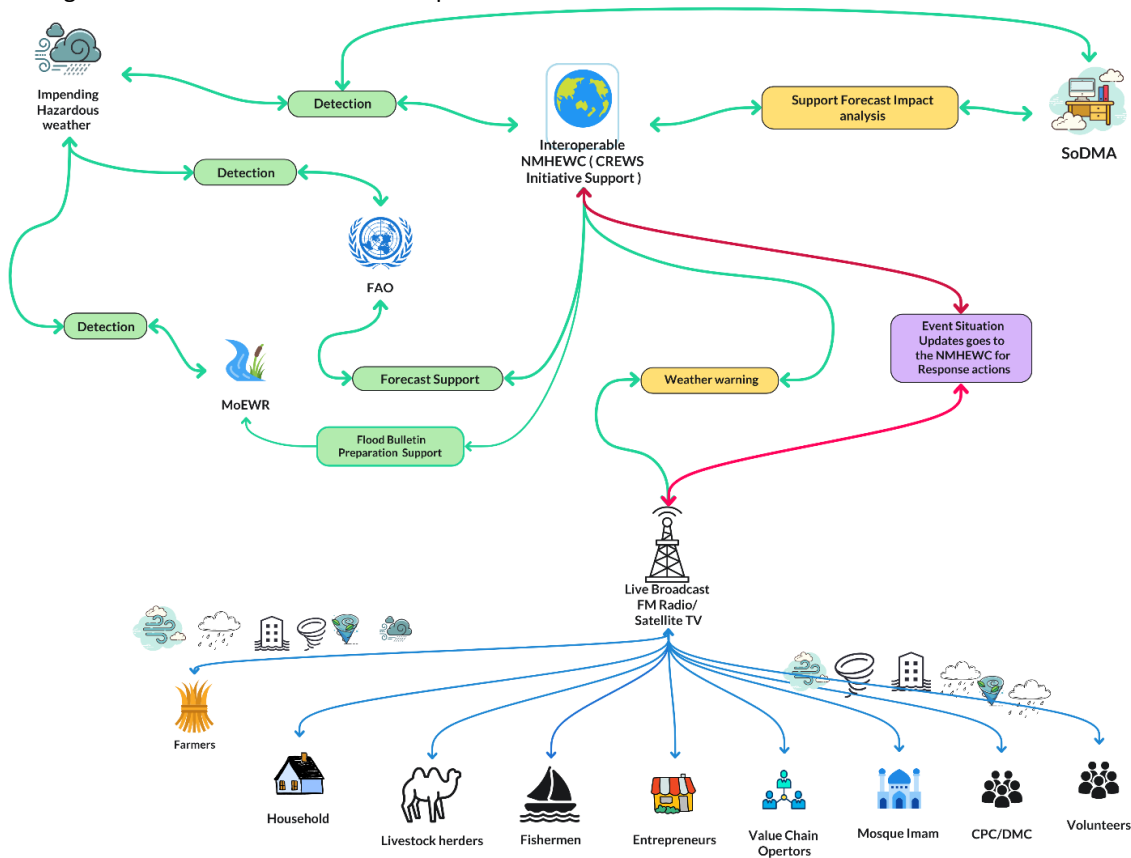 Impending
Hazardous
weather
Detection
Interoperable
NMHEWC ( CREWS
Initiative Support )
Support Forecast Impact
analysis
SoDMA
Detection
FAO
Detection
MoEWR
Forecast Support
Flood Bulletin
Preparation Support
Weather warning
Event Situation
Updates goes to
the NMHEWC for
Response actions
Live Broadcast
FM Radio/
Satellite TV
Farmers
Household
Livestock herders
Fishermen
Entrepreneurs
Value Chain
Opertors
Mosque Imam
CPC/DMC
Volunteers